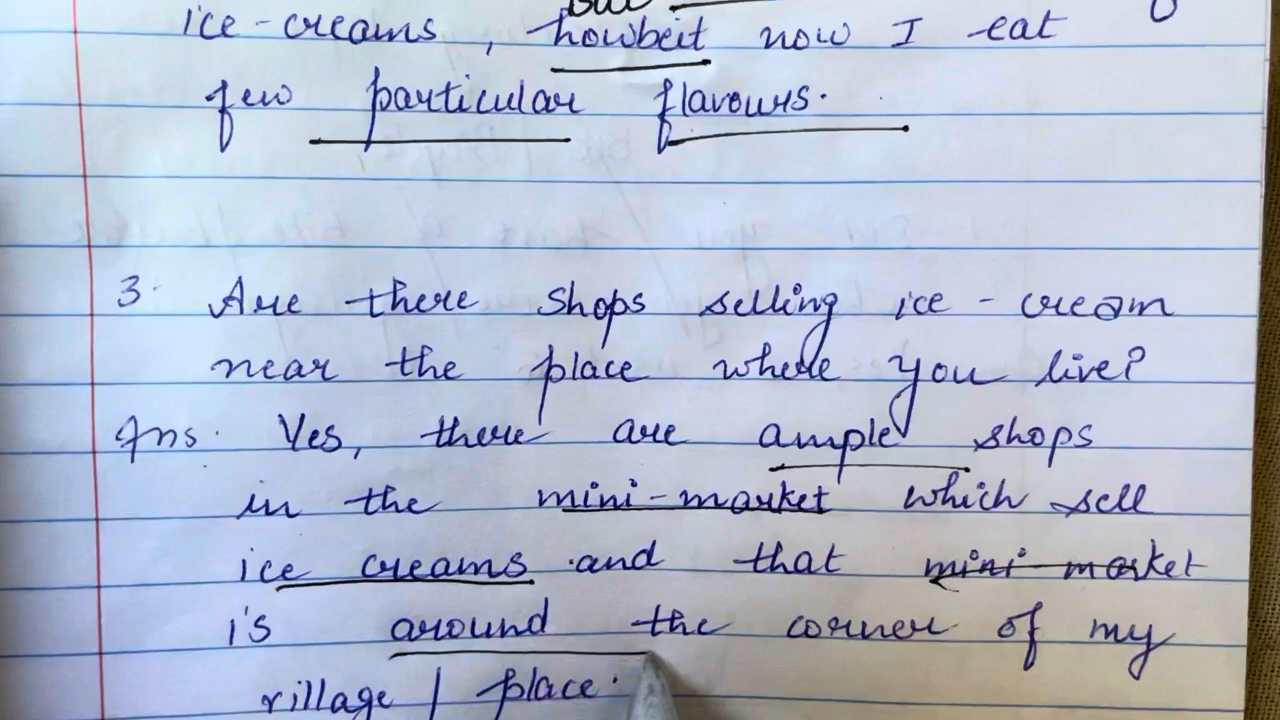 ice-creams, howbeit now I eat
few particular flavours.
3. Are there shops selling ice-cream
near the place where you live?
Ans. Yes, there are ample shops
in the mini-market which sell
ice creams and that mini market
is around the corner of my
village / place.